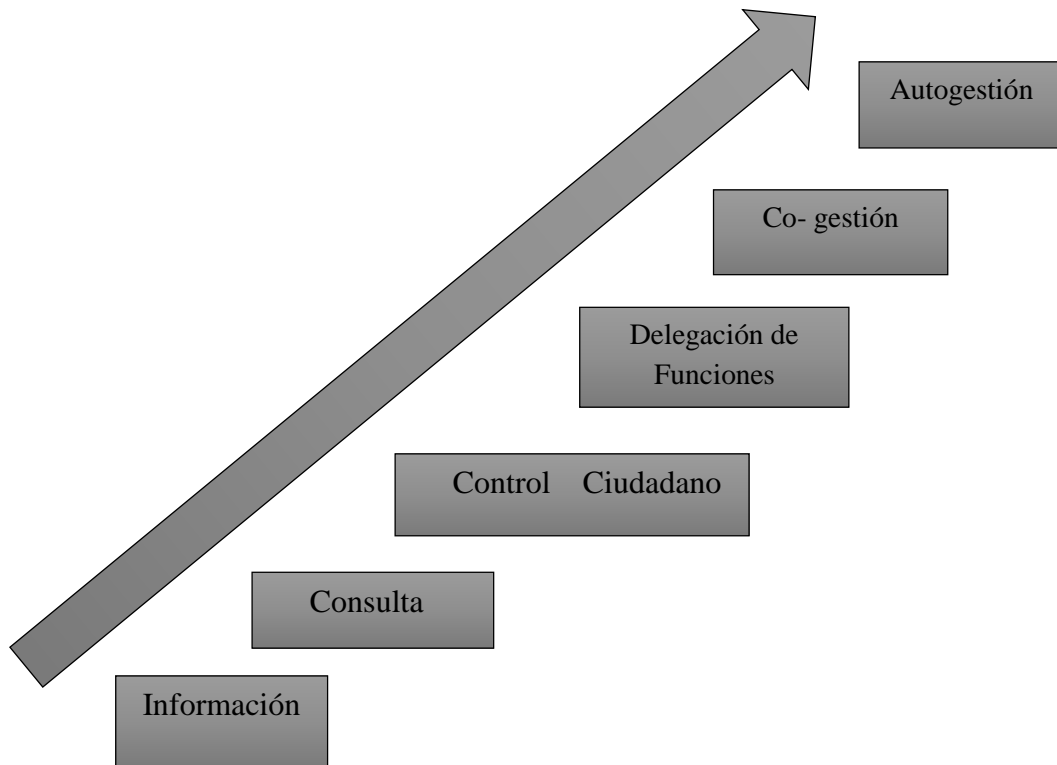 Autogestión
Co- gestión
Delegación de
Funciones
Control Ciudadano
Consulta
Información